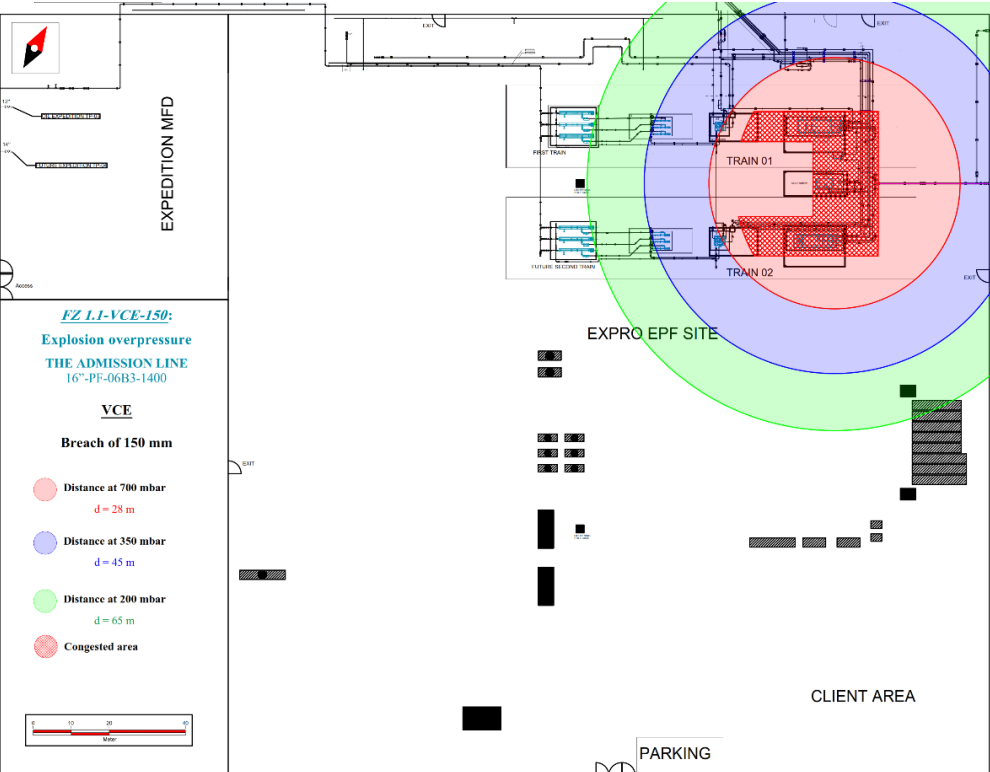 EXIT
EXIT
12"
16"
EXPEDITION MFD
FIRST TRAIN
TRAIN 01
FUTURE SECOND TRAIN
TRAIN 02
EXIT
Access
FZ 1.1-VCE-150:
Explosion overpressure
THE ADMISSION LINE
16”-PF-06B3-1400
VCE
Breach of 150 mm
EXPRO EPF SITE
EXIT
Distance at 700 mbar
d = 28 m
Distance at 350 mbar
d = 45 m
Distance at 200 mbar
d = 65 m
Congested area
0 10 20 40
Meter
CLIENT AREA
PARKING